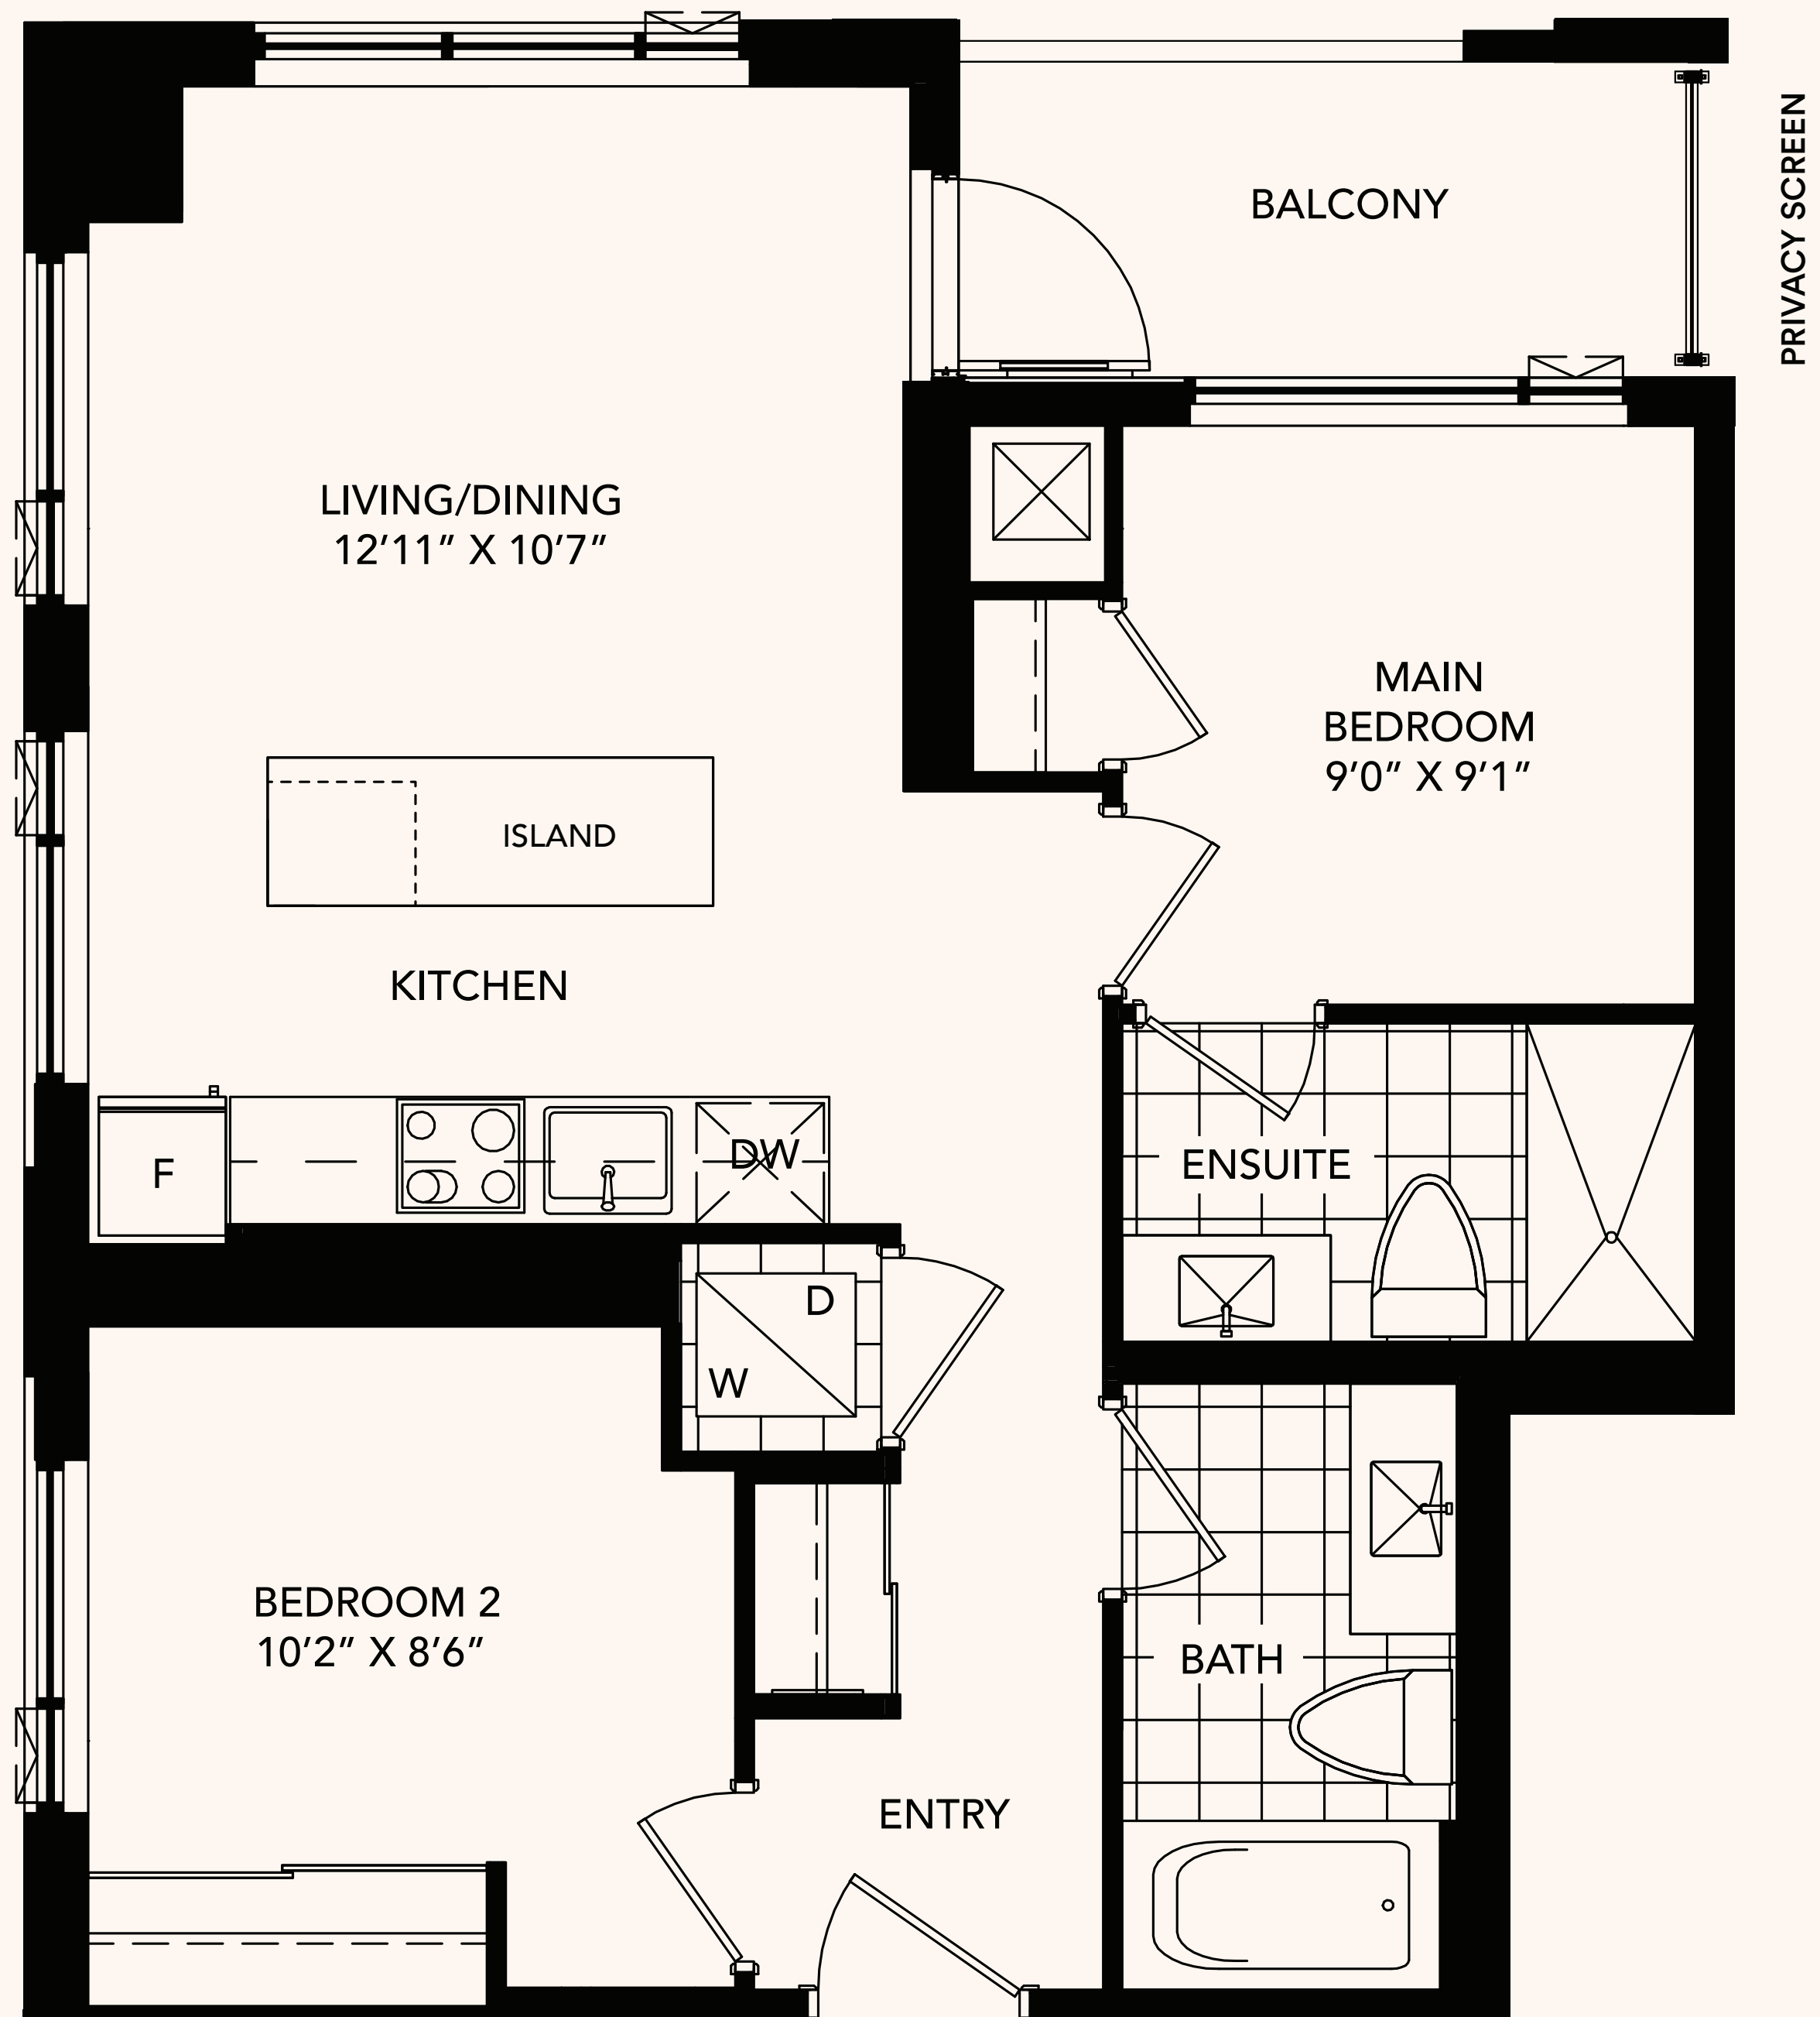 PRIVACY SCREEN
BALCONY
LIVING/DINING
12’11” X 10’7”
MAIN
BEDROOM
9’0” X 9’1”
ISLAND
KITCHEN
F
DW
ENSUITE
D
W
BEDROOM 2
10’2” X 8’6”
BATH
ENTRY